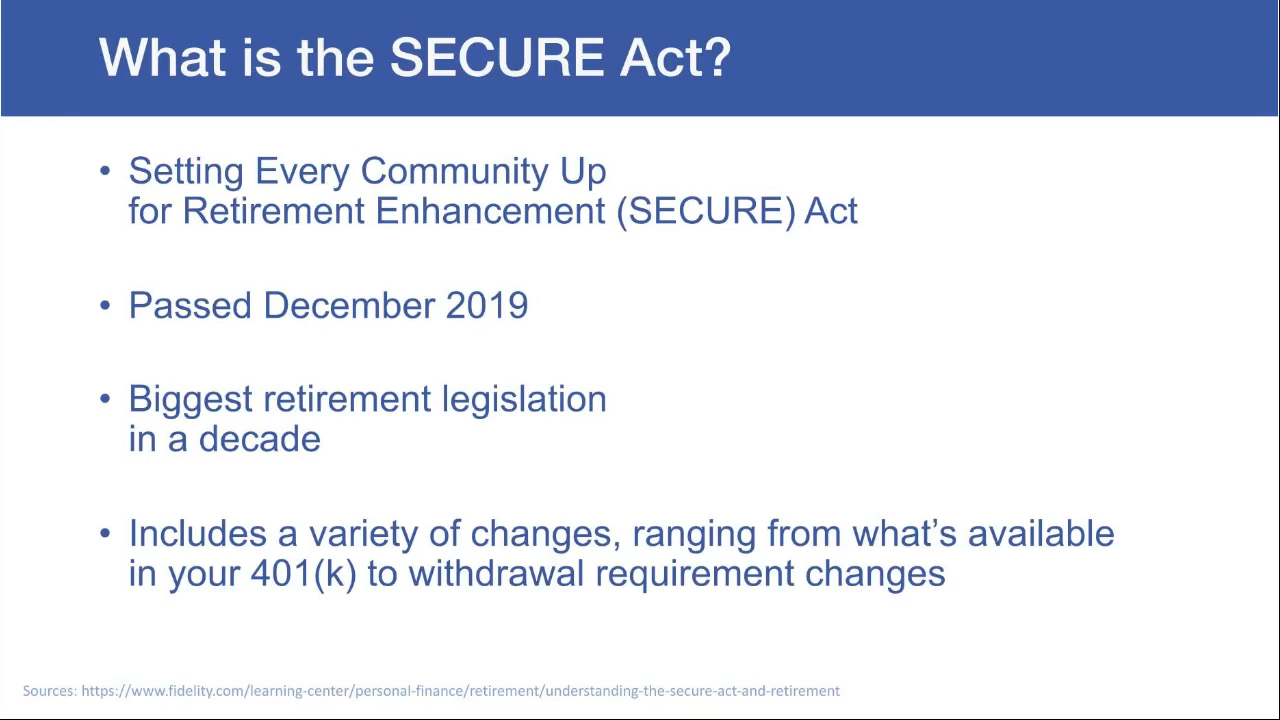 What is the SECURE Act?
• Setting Every Community Up
for Retirement Enhancement (SECURE) Act
• Passed December 2019
• Biggest retirement legislation
in a decade
• Includes a variety of changes, ranging from what’s available
in your 401(k) to withdrawal requirement changes
Sources: https://www.fidelity.com/learning-center/personal-finance/retirement/understanding-the-secure-act-and-retirement